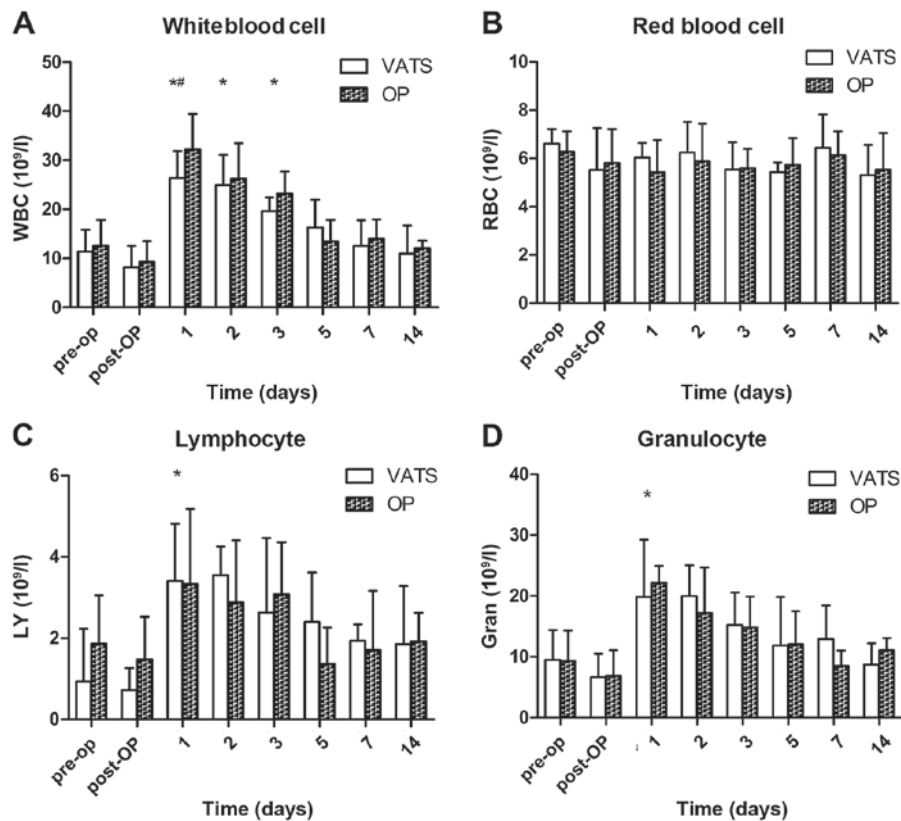 A
White blood cell
VATS
OP
*# * *
WBC (10⁹/l)
50
40
30
20
10
0
pre-op post-OP 1 2 3 5 7 14
Time (days)
B
Red blood cell
VATS
OP
RBC (10⁹/l)
10
8
6
4
2
0
pre-op post-OP 1 2 3 5 7 14
Time (days)
C
Lymphocyte
VATS
OP
*
LY (10⁹/l)
6
4
2
0
pre-op post-OP 1 2 3 5 7 14
Time (days)
D
Granulocyte
VATS
OP
*
Gran (10⁹/l)
40
30
20
10
0
pre-op post-OP 1 2 3 5 7 14
Time (days)